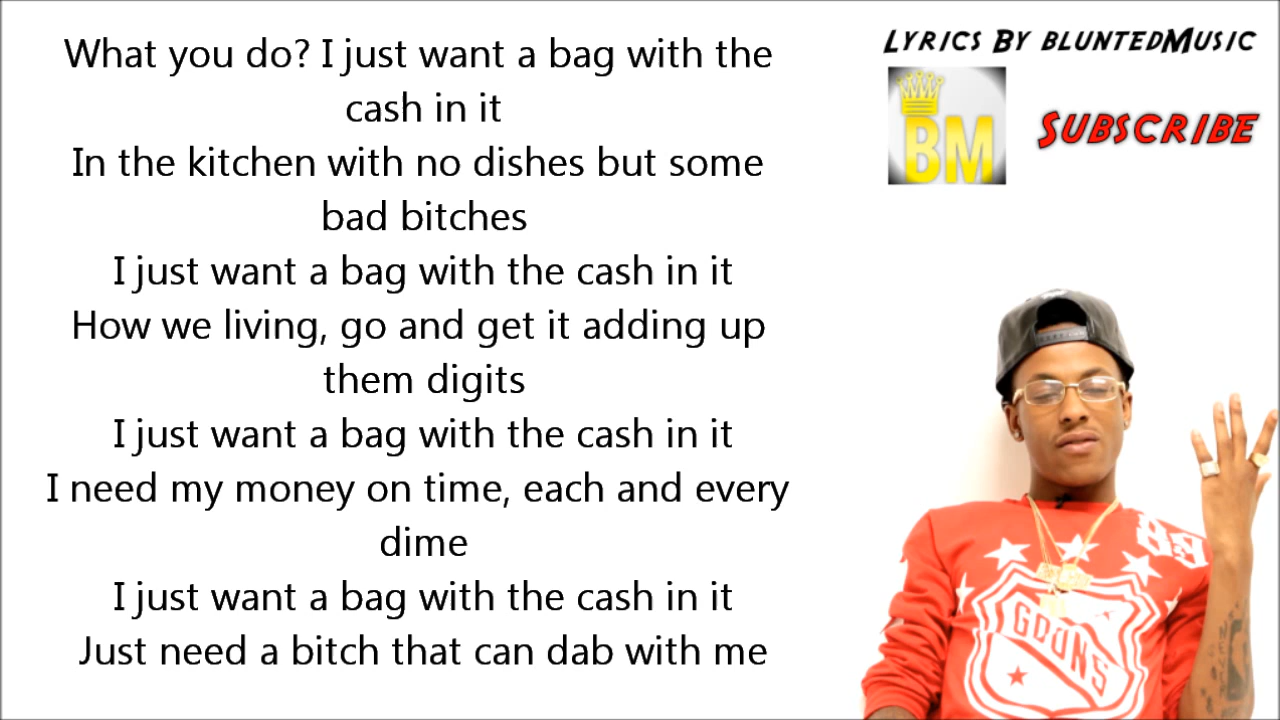 What you do? I just want a bag with the
cash in it
In the kitchen with no dishes but some
bad bitches
I just want a bag with the cash in it
How we living, go and get it adding up
them digits
I just want a bag with the cash in it
I need my money on time, each and every
dime
I just want a bag with the cash in it
Just need a bitch that can dab with me
Lyrics By bluntedMusic
BM
Subscribe
GOONS